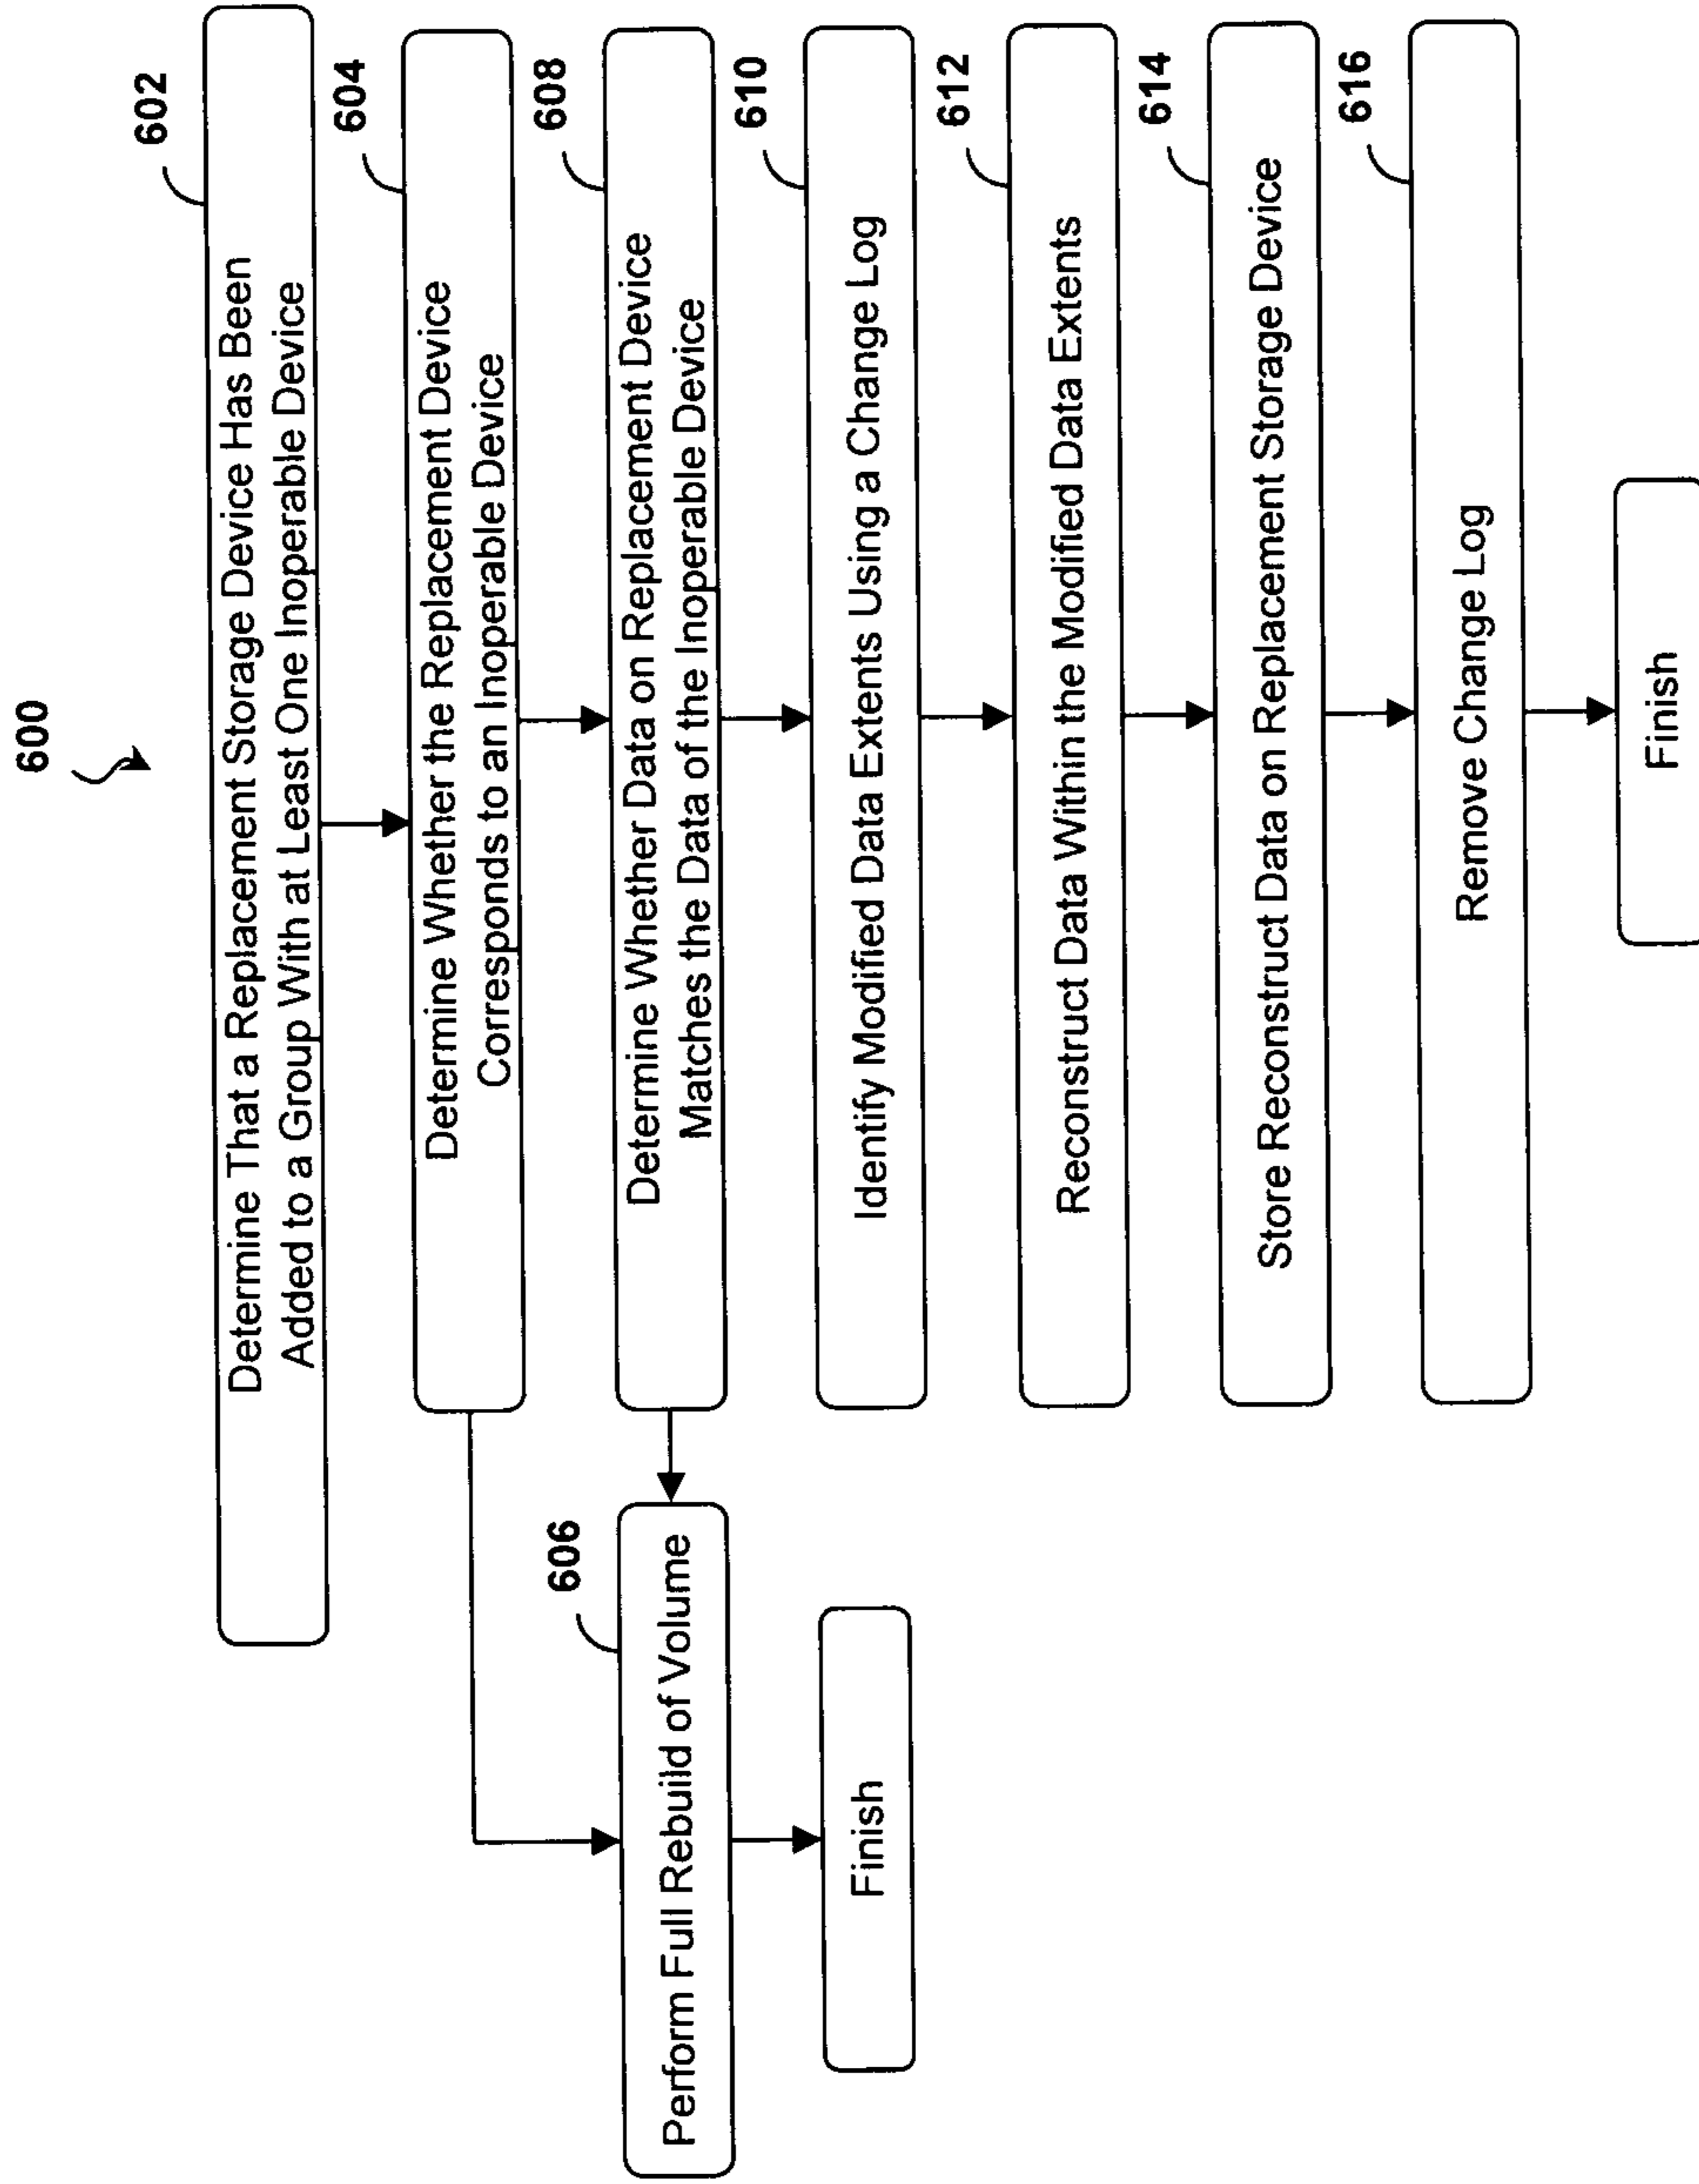 600
602
Determine That a Replacement Storage Device Has Been
Added to a Group With at Least One Inoperable Device
604
Determine Whether the Replacement Device
Corresponds to an Inoperable Device
606
Perform Full Rebuild of Volume
Finish
608
Determine Whether Data on Replacement Device
Matches the Data of the Inoperable Device
610
Identify Modified Data Extents Using a Change Log
612
Reconstruct Data Within the Modified Data Extents
614
Store Reconstruct Data on Replacement Storage Device
616
Remove Change Log
Finish